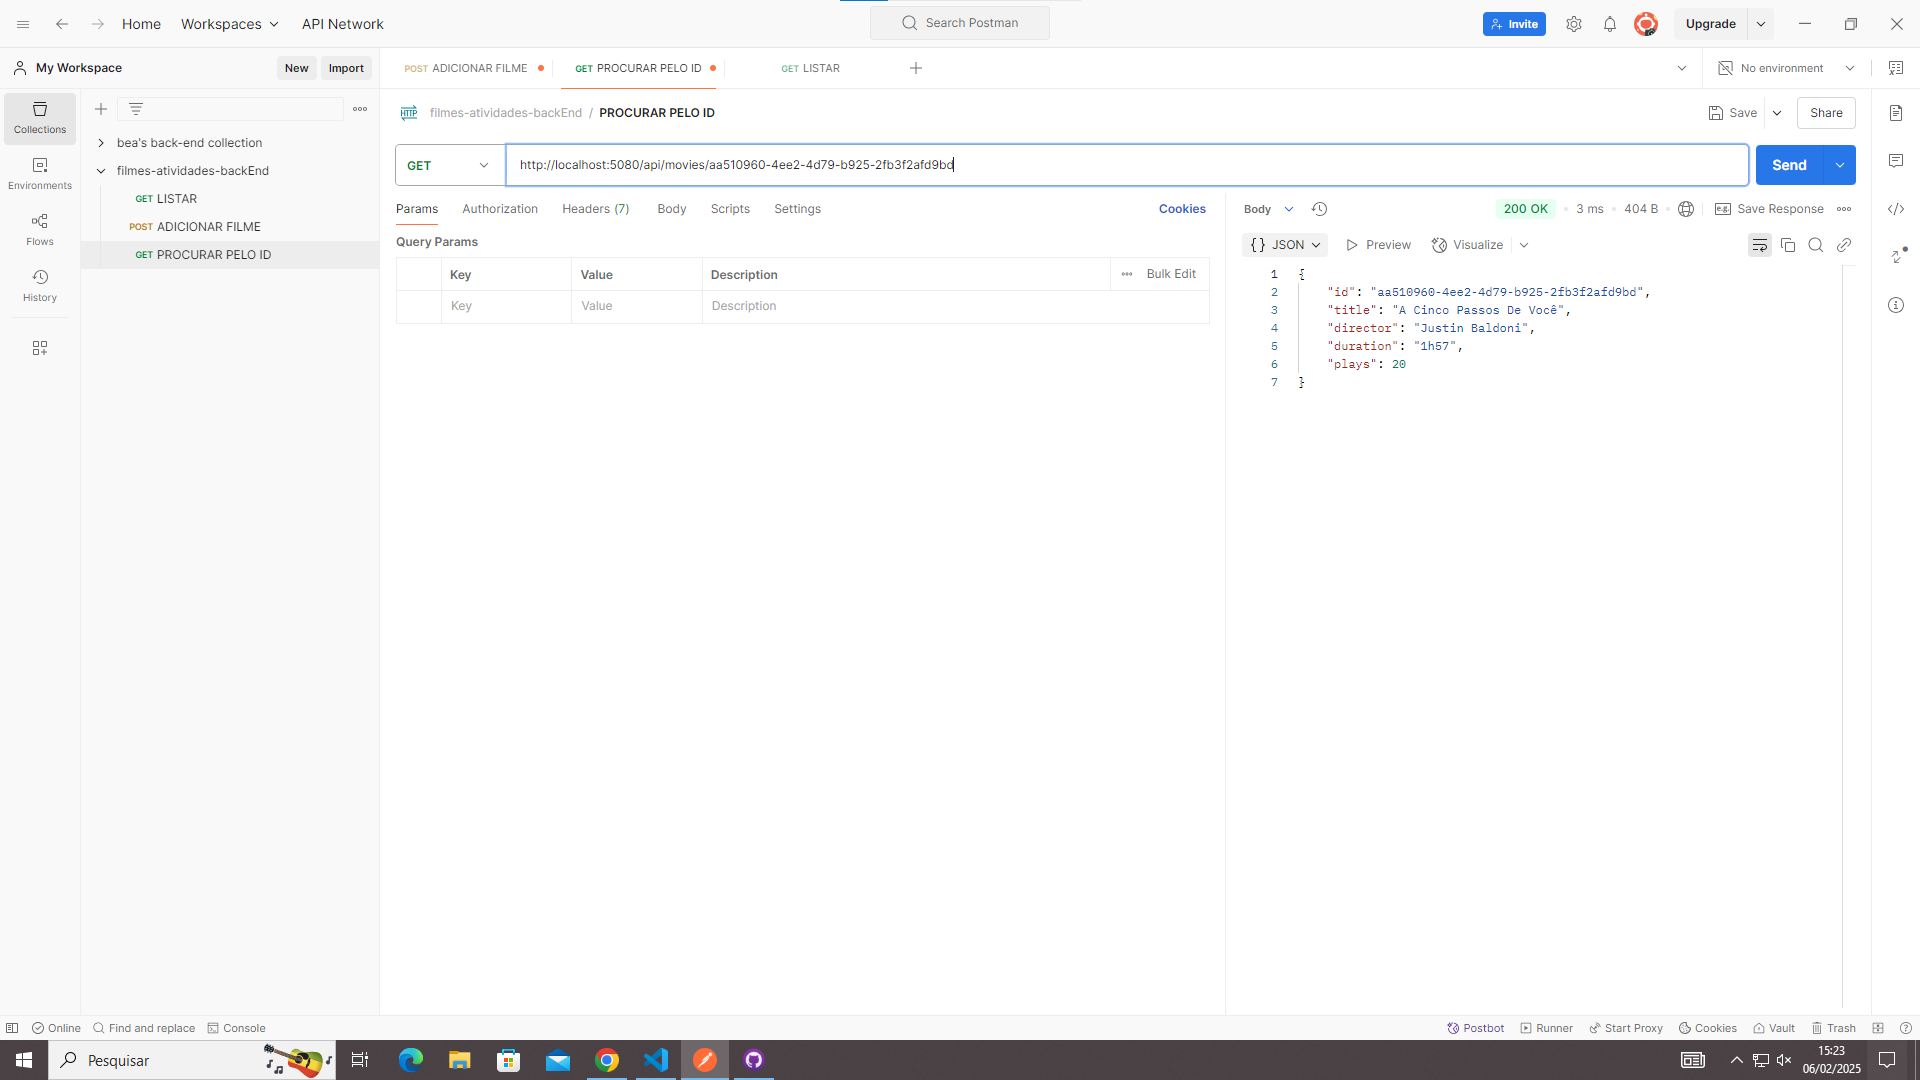 Home Workspaces API Network Search Postman Invite Upgrade
My Workspace New Import POST ADICIONAR FILME GET PROCURAR PELO ID GET LISTAR No environment
Collections
Environments
Flows
History
bea's back-end collection
filmes-atividades-backEnd
GET LISTAR
POST ADICIONAR FILME
GET PROCURAR PELO ID
HTTP filmes-atividades-backEnd / PROCURAR PELO ID Save Share
GET http://localhost:5080/api/movies/aa510960-4ee2-4d79-b925-2fb3f2afd9bd Send
Params Authorization Headers (7) Body Scripts Settings Cookies
Query Params
Key Value Description Bulk Edit
Key Value Description
Body 200 OK 3 ms 404 B e.g. Save Response
{} JSON Preview Visualize
1 {
2 "id": "aa510960-4ee2-4d79-b925-2fb3f2afd9bd",
3 "title": "A Cinco Passos De Você",
4 "director": "Justin Baldoni",
5 "duration": "1h57",
6 "plays": 20
7 }
Online Find and replace Console Postbot Runner Start Proxy Cookies Vault Trash
Pesquisar 15:23
06/02/2025